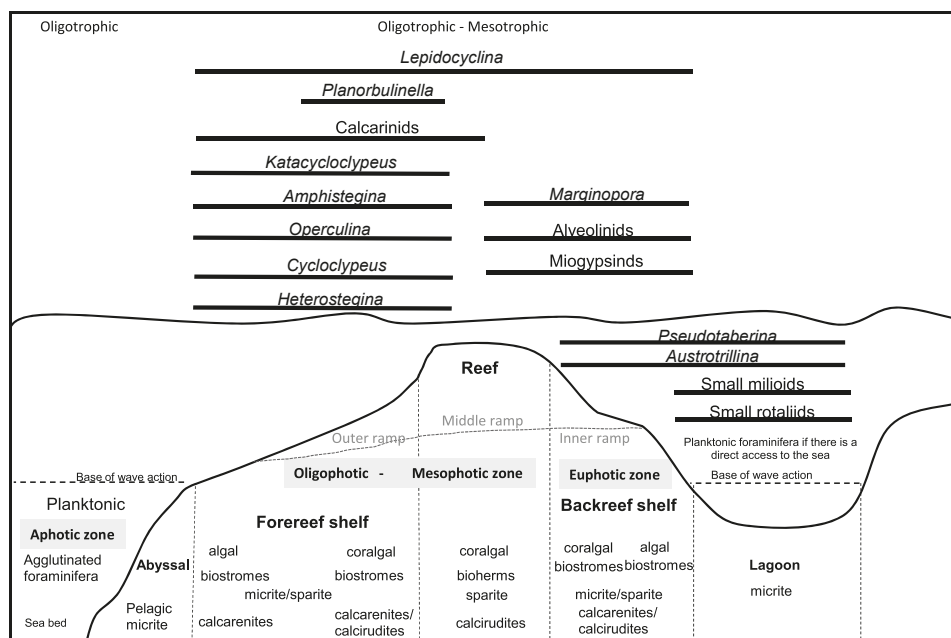 Oligotrophic
Oligotrophic - Mesotrophic
Lepidocyclina
Planorbulinella
Calcarinids
Katacycloclypeus
Amphistegina
Marginopora
Operculina
Alveolinids
Cycloclypeus
Miogypsinds
Heterostegina
Pseudotaberina
Austrotrillina
Reef
Small milioids
Small rotaliids
Middle ramp
Outer ramp
Inner ramp
Planktonic foraminifera if there is a
direct access to the sea
Base of wave action
Base of wave action
Oligophotic - Mesophotic zone
Euphotic zone
Planktonic
Backreef shelf
Forereef shelf
Aphotic zone
Agglutinated
foraminifera
Abyssal
algal
biostromes
coralgal
biostromes
micrite/sparite
coralgal
bioherms
sparite
coralgal
biostromes
algal
biostromes
micrite/sparite
Lagoon
micrite
Sea bed
Pelagic
micrite
calcarenites
calcarenites/
calcirudites
calcirudites
calcarenites/
calcirudites